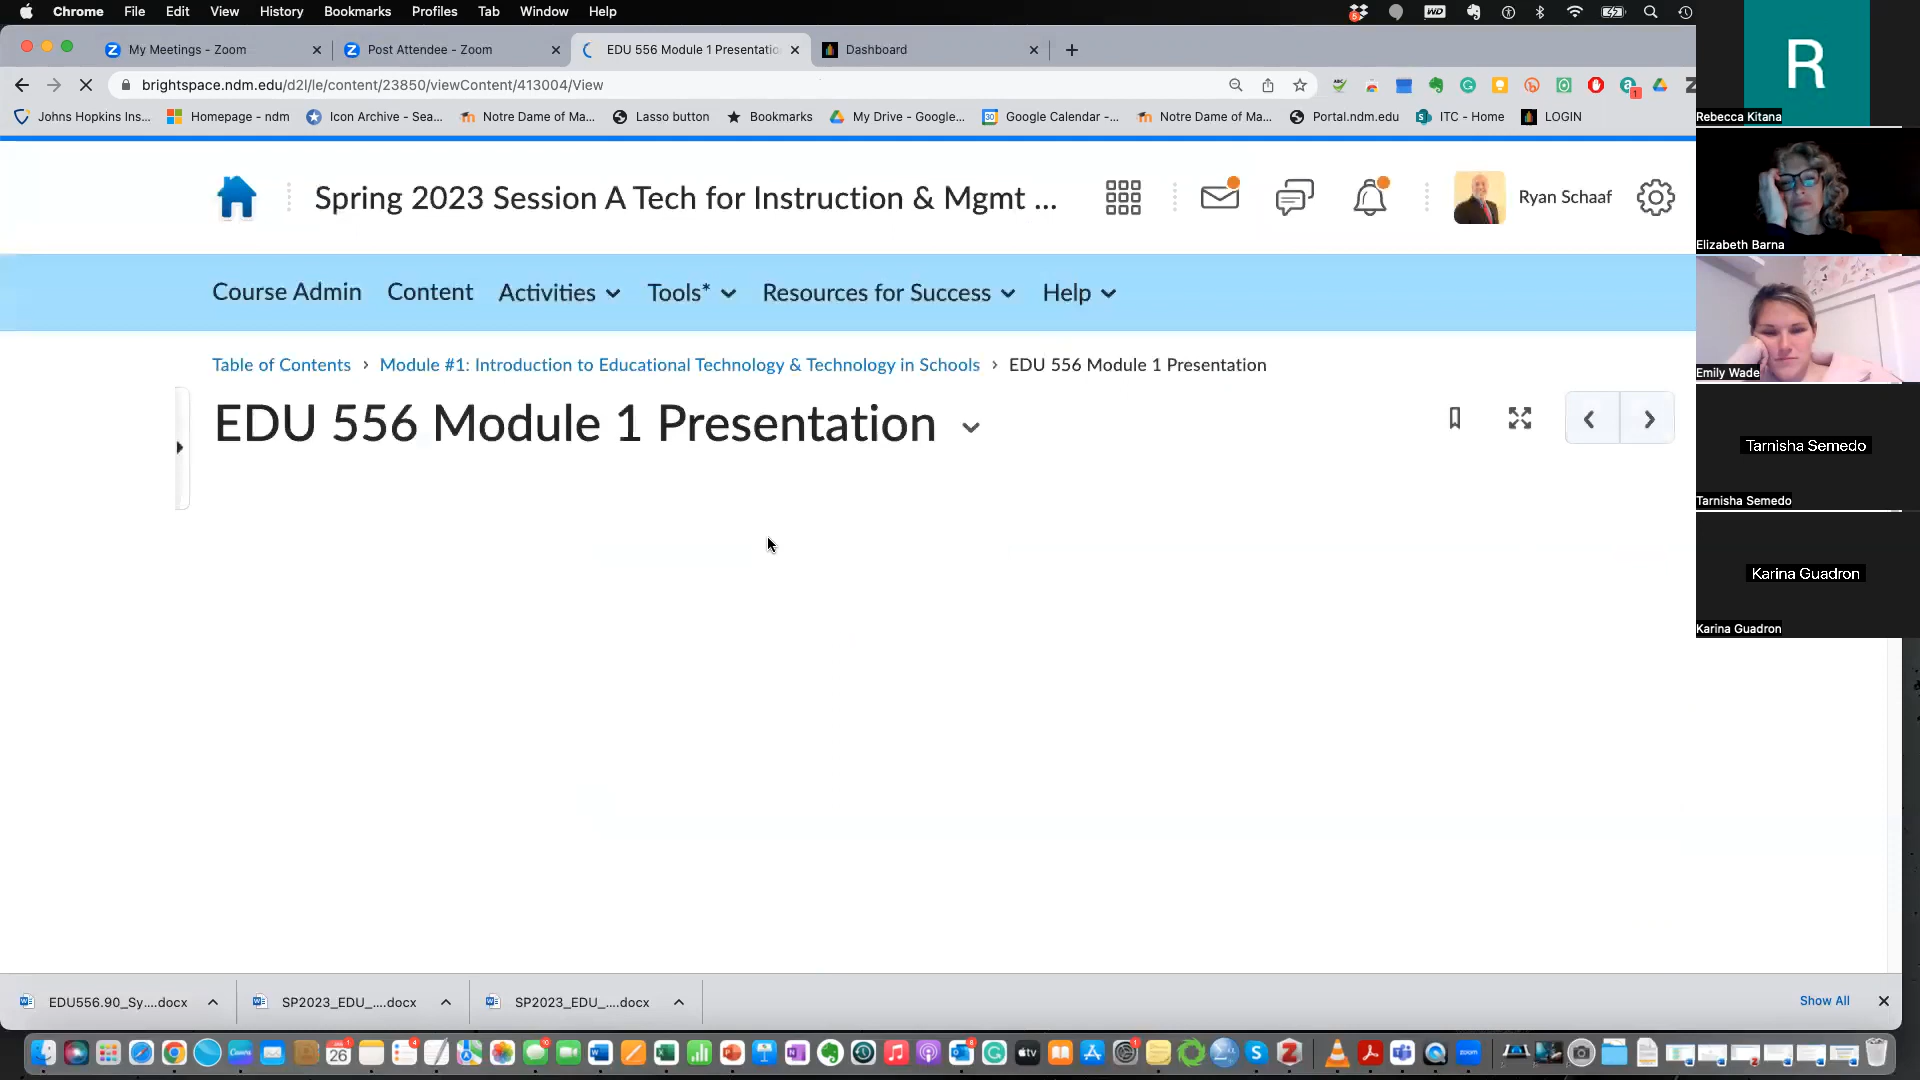 Chrome File Edit View History Bookmarks Profiles Tab Window Help
My Meetings - Zoom
Post Attendee - Zoom
EDU 556 Module 1 Presentatio
Dashboard
brightspace.ndm.edu/d2l/le/content/23850/viewContent/413004/View
Johns Hopkins Ins... Homepage - ndm Icon Archive - Sea... Notre Dame of Ma... Lasso button Bookmarks My Drive - Google... Google Calendar -... Notre Dame of Ma... Portal.ndm.edu ITC - Home LOGIN
Spring 2023 Session A Tech for Instruction & Mgmt ...
Ryan Schaaf
Course Admin Content Activities Tools* Resources for Success Help
Table of Contents › Module #1: Introduction to Educational Technology & Technology in Schools › EDU 556 Module 1 Presentation
EDU 556 Module 1 Presentation
R
Rebecca Kitana
Elizabeth Barna
Emily Wade
Tarnisha Semedo
Tarnisha Semedo
Karina Guadron
Karina Guadron
EDU556.90_Sy....docx
SP2023_EDU_....docx
SP2023_EDU_....docx
Show All
26